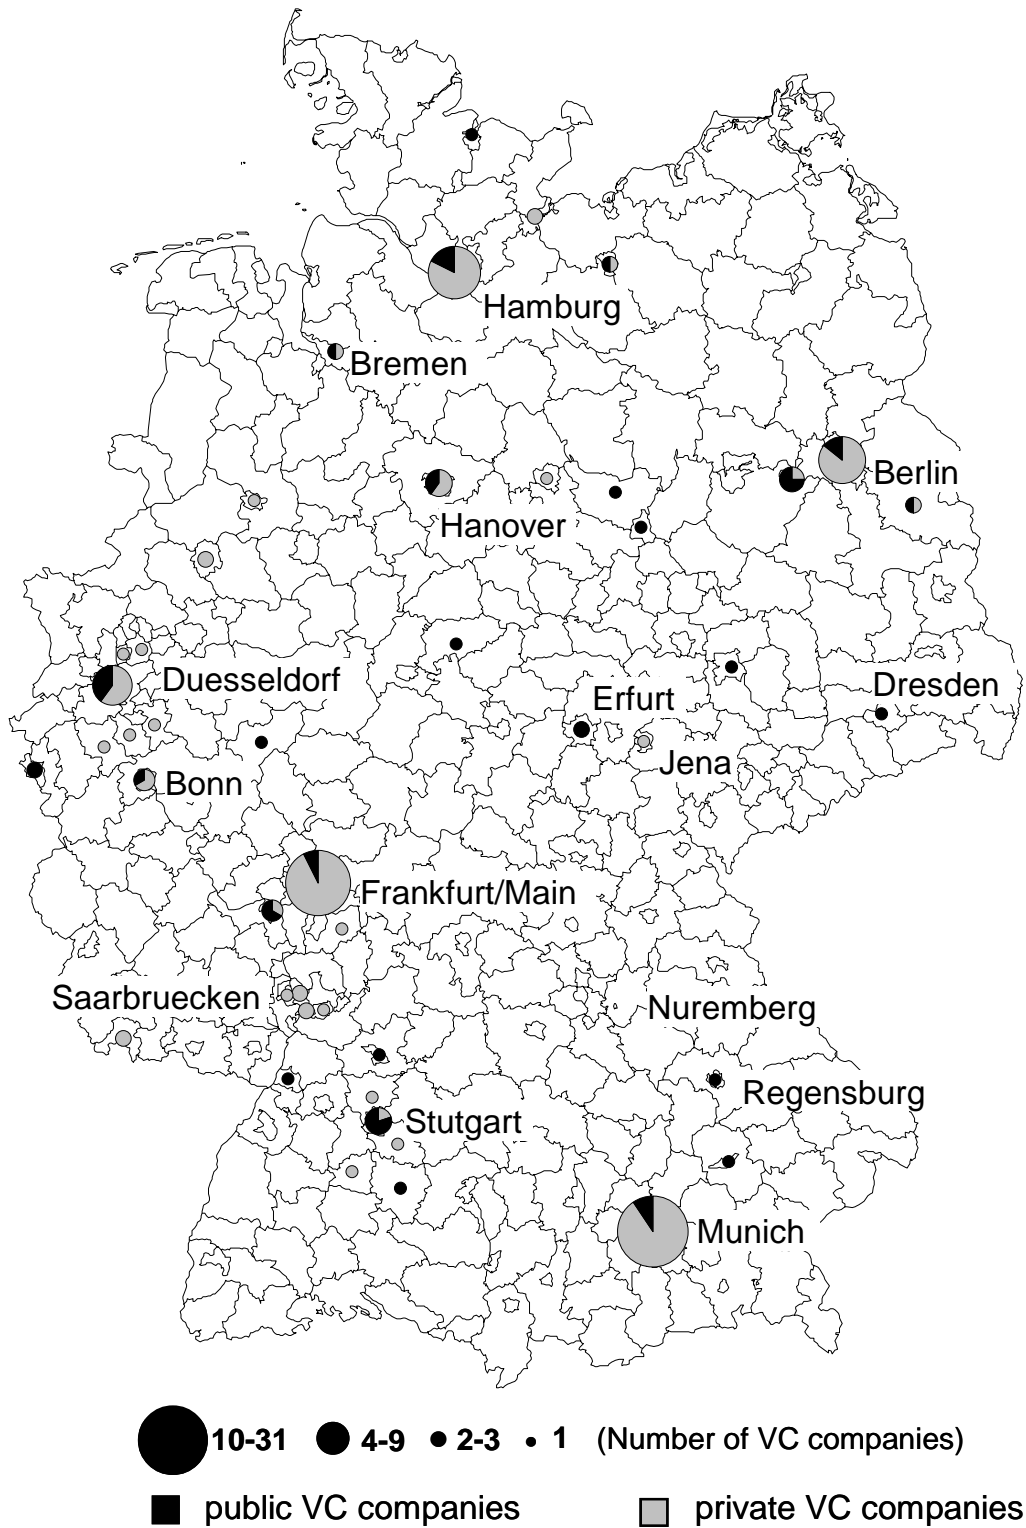 Hamburg
Bremen
Berlin
Hanover
Duesseldorf
Erfurt
Dresden
Jena
Bonn
Frankfurt/Main
Saarbruecken
Nuremberg
Regensburg
Stutgart
Munich
10-31 4-9 2-3 1 (Number of VC companies)
public VC companies private VC companies